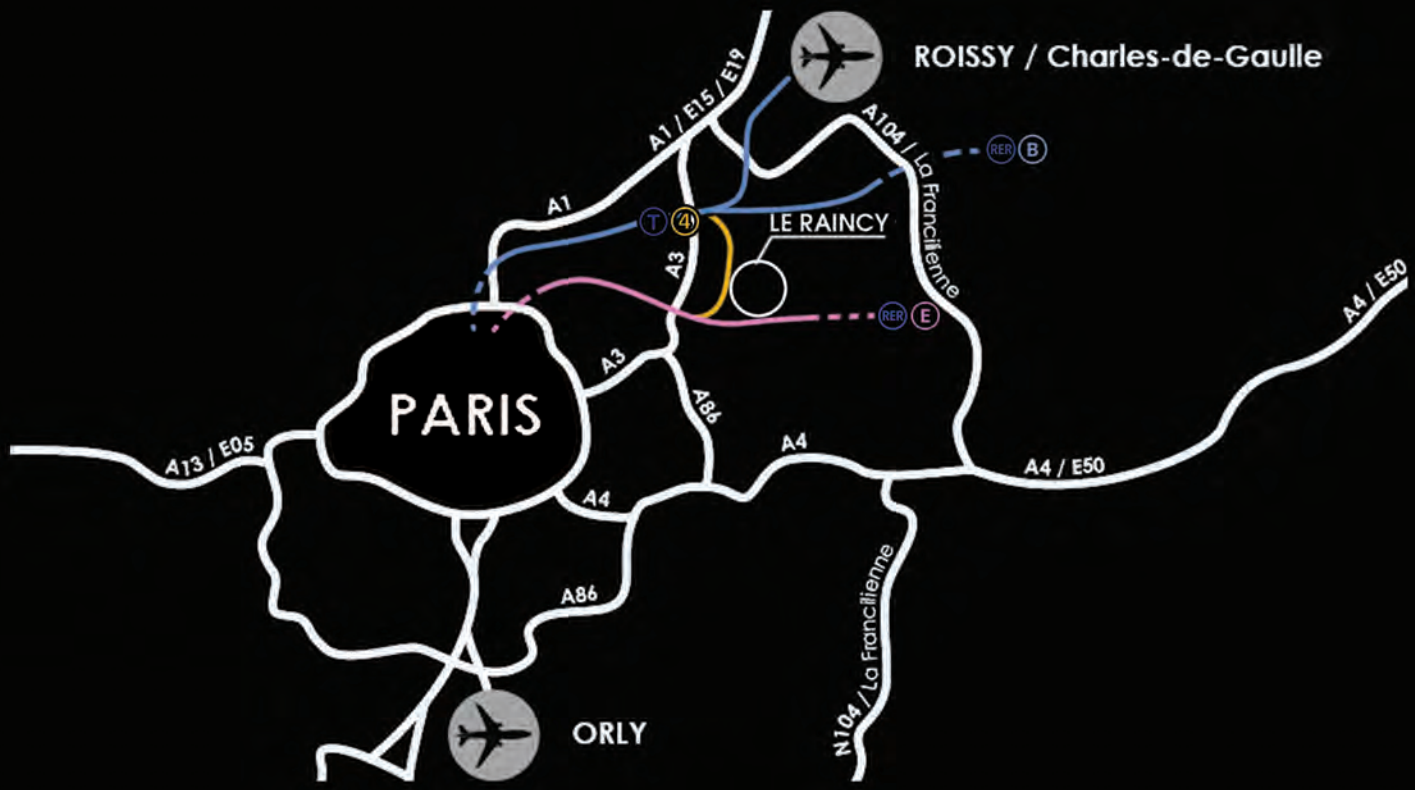 ROISSY / Charles-de-Gaulle
A1 / E15 / E19
A104 / La Francilienne
RER B
A1
T 4
LE RAINCY
A3
RER E
A4 / E50
A3
PARIS
A86
A13 / E05
A4
A4 / E50
A4
A86
N104 / La Francilienne
ORLY